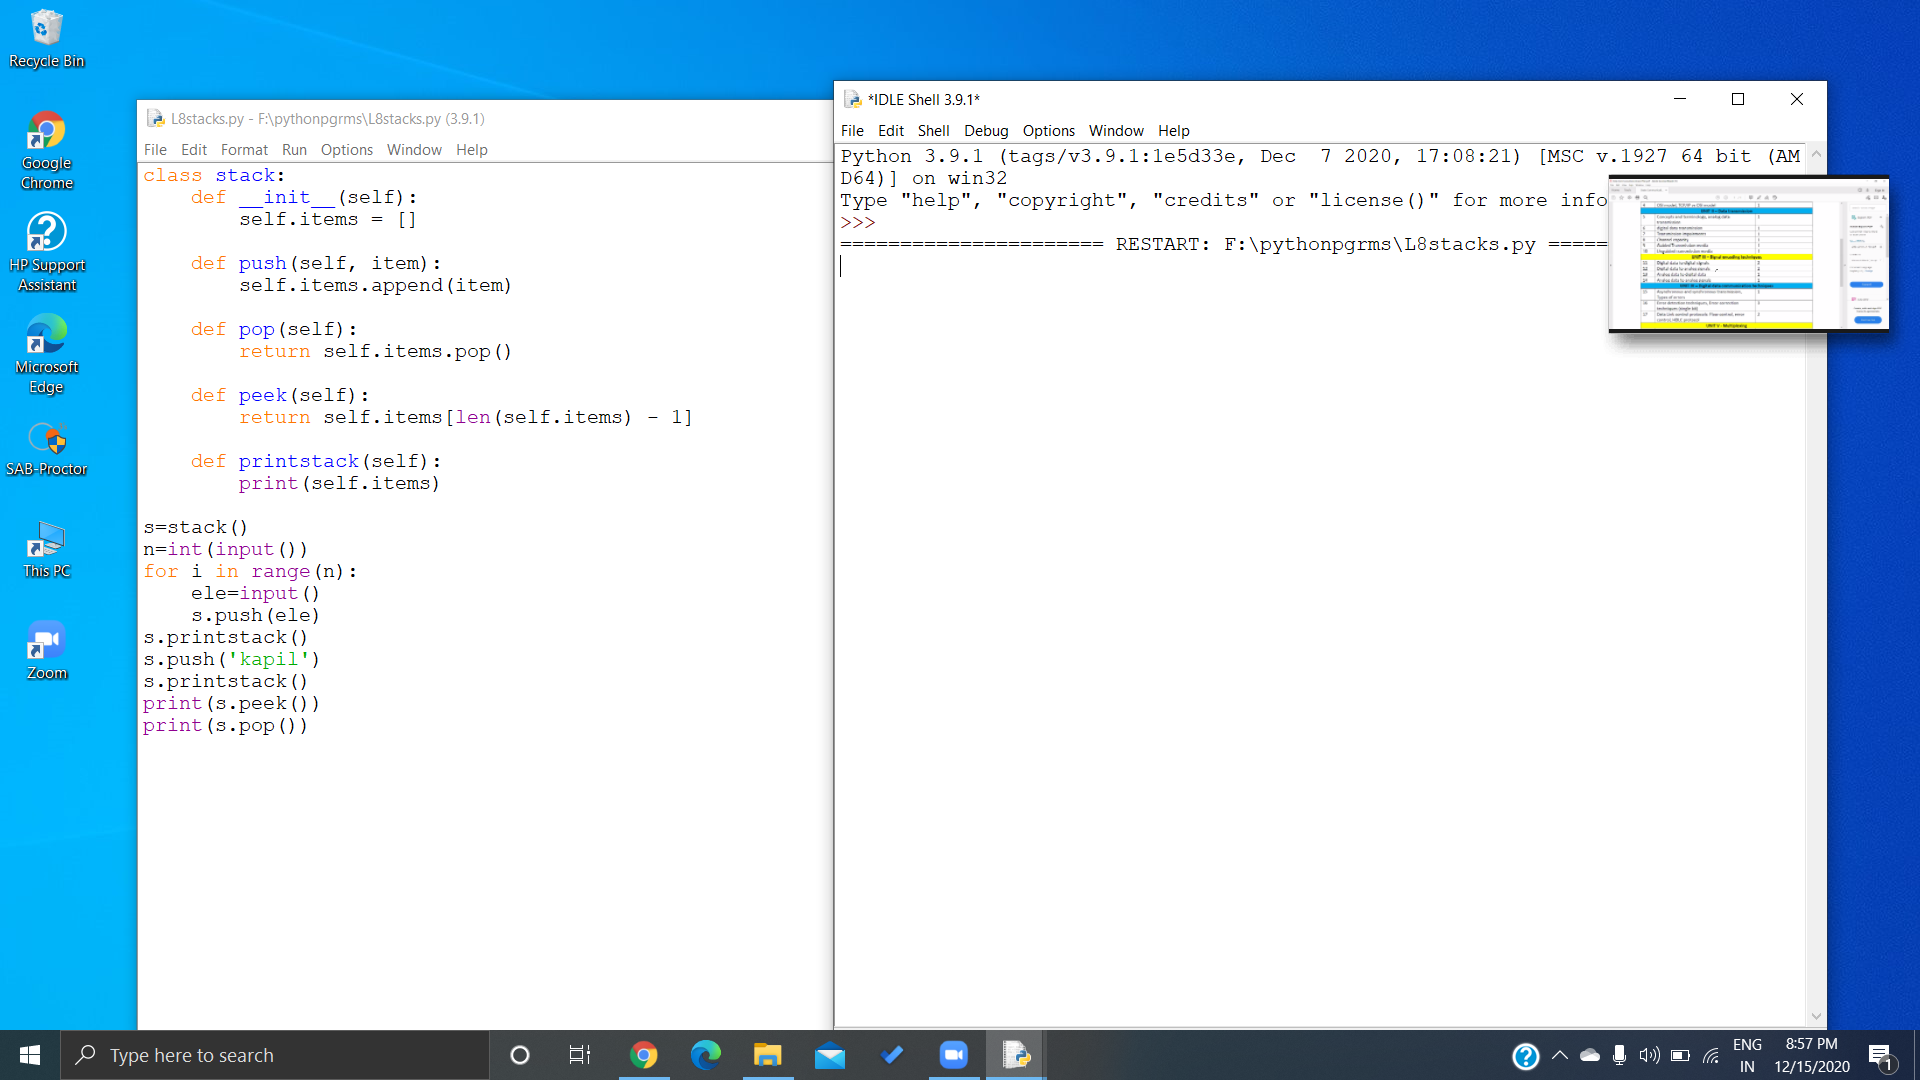 Recycle Bin
Google
Chrome
HP Support
Assistant
Microsoft
Edge
SAB-Proctor
This PC
Zoom
L8stacks.py - F:\pythonpgrms\L8stacks.py (3.9.1)
File Edit Format Run Options Window Help
class stack:
    def __init__(self):
        self.items = []
    def push(self, item):
        self.items.append(item)
    def pop(self):
        return self.items.pop()
    def peek(self):
        return self.items[len(self.items) - 1]
    def printstack(self):
        print(self.items)
s=stack()
n=int(input())
for i in range(n):
    ele=input()
    s.push(ele)
s.printstack()
s.push('kapil')
s.printstack()
print(s.peek())
print(s.pop())
*IDLE Shell 3.9.1*
File Edit Shell Debug Options Window Help
Python 3.9.1 (tags/v3.9.1:1e5d33e, Dec  7 2020, 17:08:21) [MSC v.1927 64 bit (AM
D64)] on win32
Type "help", "copyright", "credits" or "license()" for more info
>>>
====================== RESTART: F:\pythonpgrms\L8stacks.py =====
Type here to search
ENG
IN
8:57 PM
12/15/2020
1